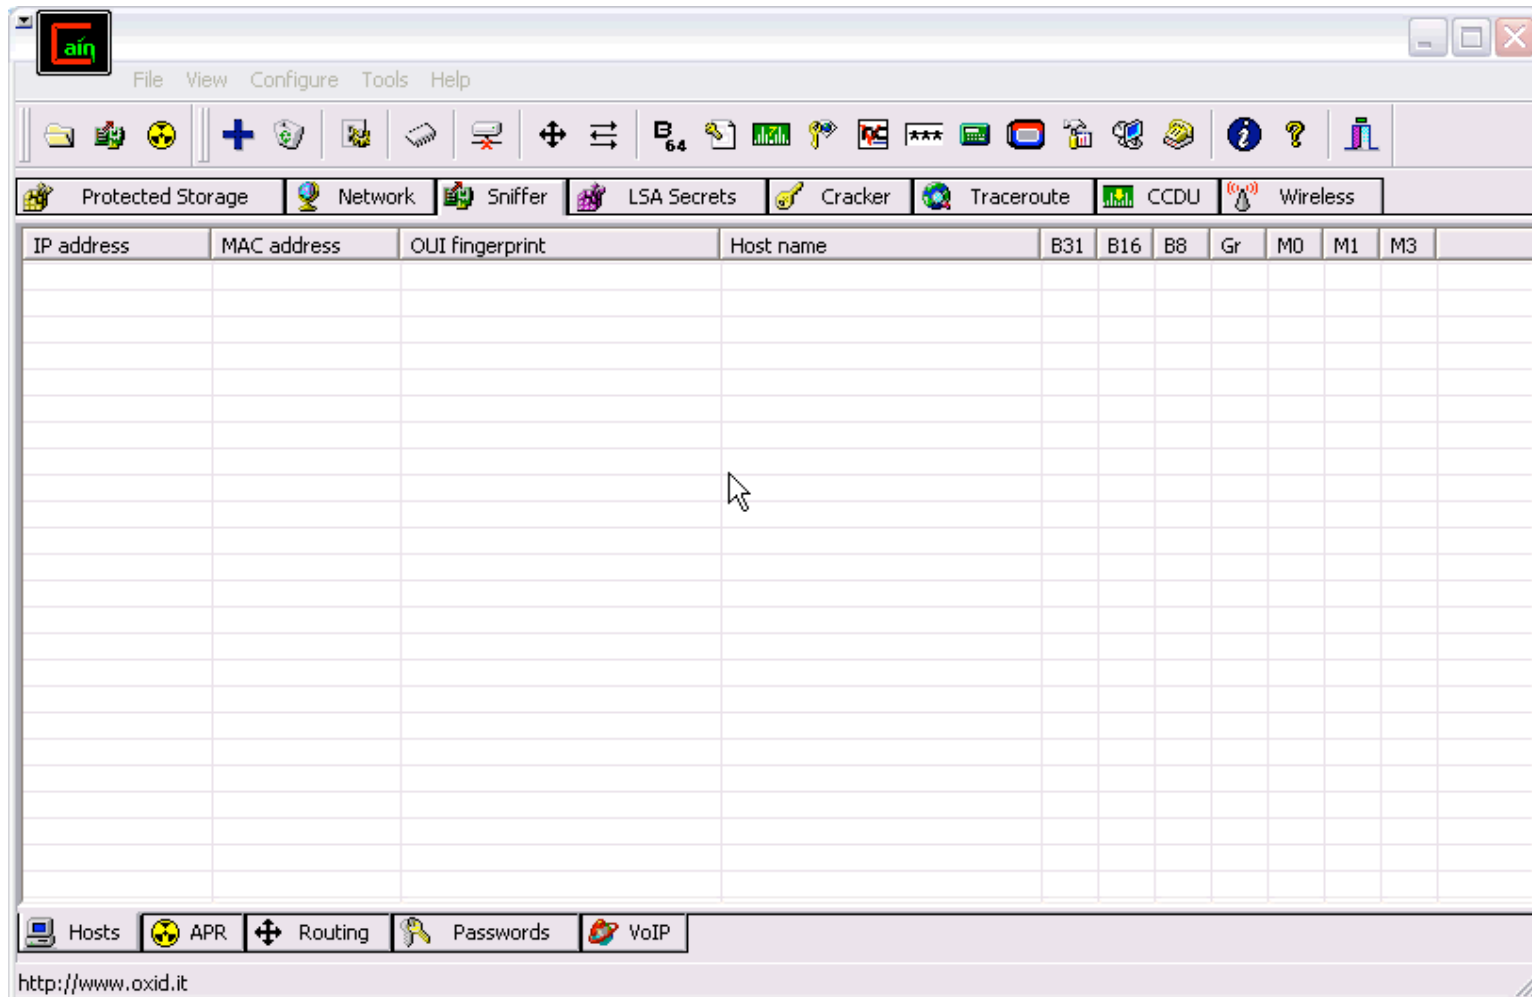 Cain
File View Configure Tools Help
B64 ***
Protected Storage Network Sniffer LSA Secrets Cracker Traceroute CCDU Wireless
IP address MAC address OUI fingerprint Host name B31 B16 B8 Gr M0 M1 M3
Hosts APR Routing Passwords VoIP
http://www.oxid.it